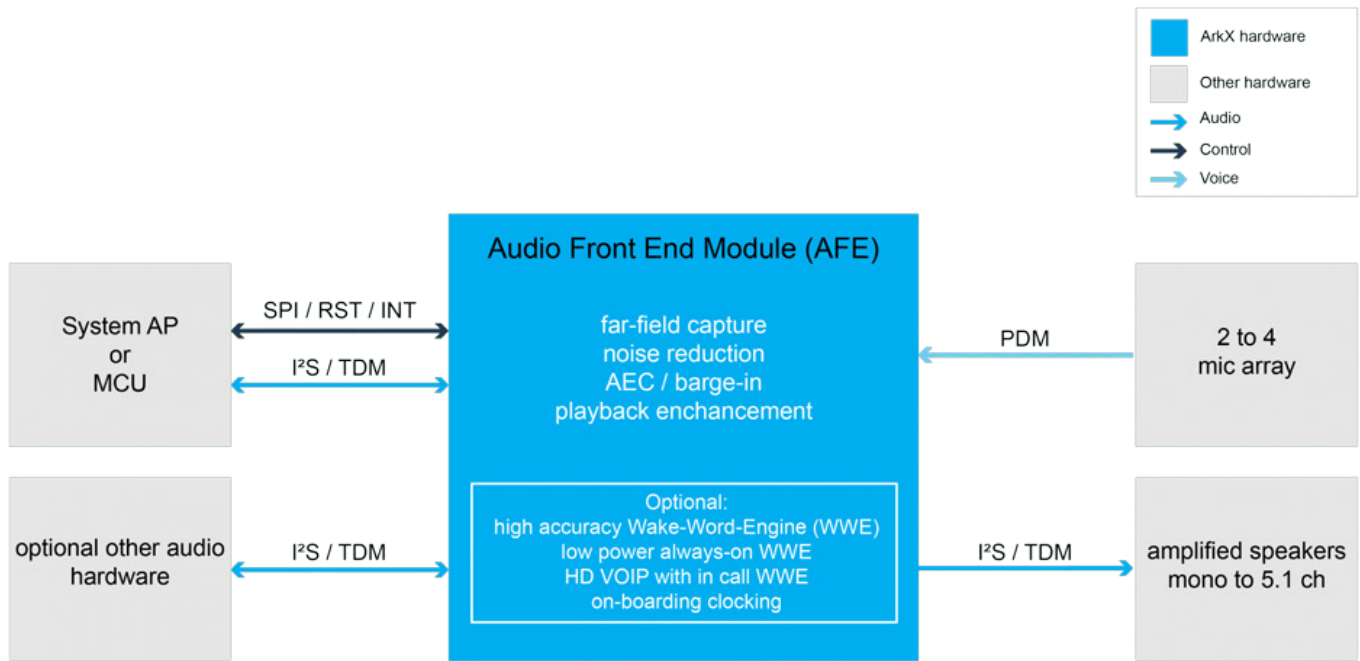 ArkX hardware
Other hardware
Audio
Control
Voice
Audio Front End Module (AFE)
System AP
or
MCU
SPI / RST / INT
I²S / TDM
far-field capture
noise reduction
AEC / barge-in
playback enchancement
PDM
2 to 4
mic array
optional other audio
hardware
I²S / TDM
Optional:
high accuracy Wake-Word-Engine (WWE)
low power always-on WWE
HD VOIP with in call WWE
on-boarding clocking
I²S / TDM
amplified speakers
mono to 5.1 ch